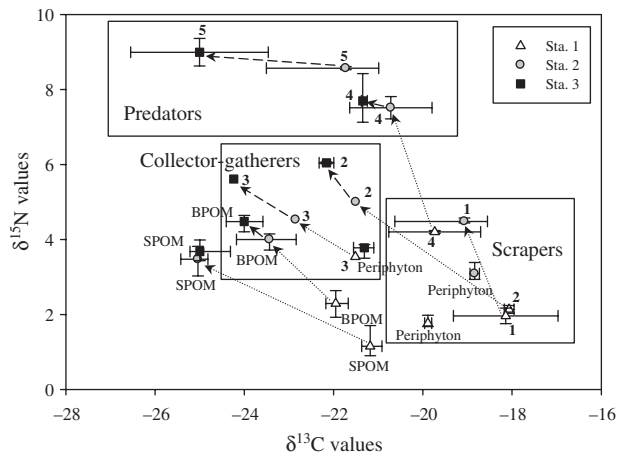 10
8
6
4
2
0
δ¹⁵N values
−28
−26
−24
−22
−20
−18
−16
δ¹³C values
Sta. 1
Sta. 2
Sta. 3
5
5
Predators
4
4
Collector-gatherers
2
3
2
BPOM
3
1
SPOM
BPOM
3
Periphyton
4
Scrapers
SPOM
Periphyton
2
BPOM
Periphyton
1
SPOM